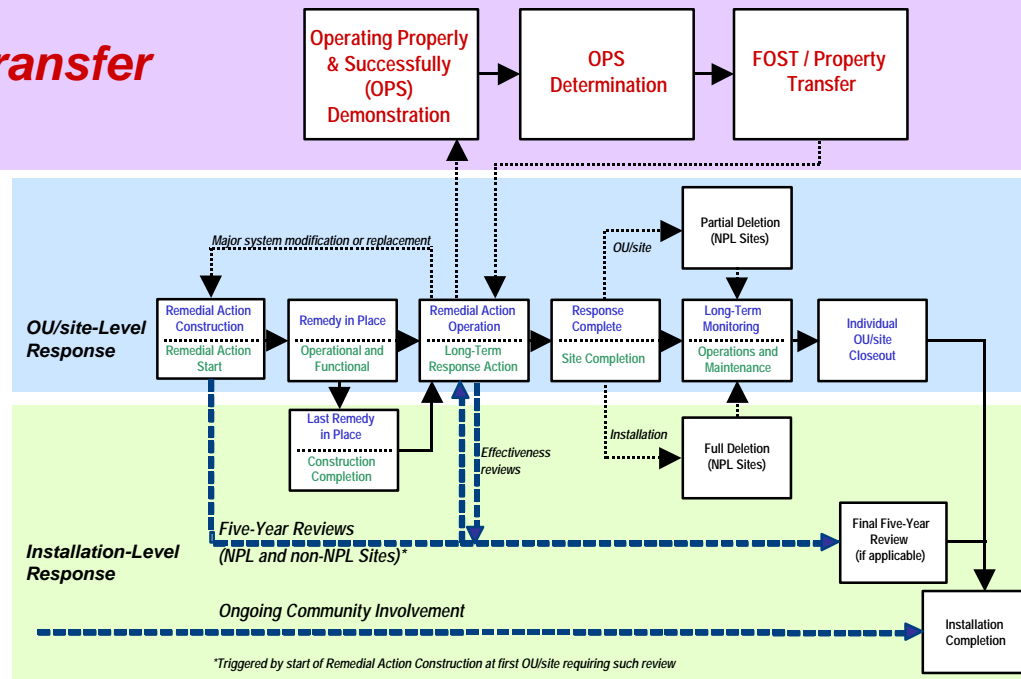 ransfer
Operating Properly
& Successfully
(OPS)
Demonstration
OPS
Determination
FOST / Property
Transfer
OU/site-Level
Response
Major system modification or replacement
OU/site
Partial Deletion
(NPL Sites)
Remedial Action
Construction
Remedial Action
Start
Remedy in Place
Operational and
Functional
Remedial Action
Operation
Long-Term
Response Action
Response
Complete
Site Completion
Long-Term
Monitoring
Operations and
Maintenance
Individual
OU/site
Closeout
Last Remedy
in Place
Construction
Completion
Effectiveness
reviews
Installation
Full Deletion
(NPL Sites)
Installation-Level
Response
Five-Year Reviews
(NPL and non-NPL Sites)*
Final Five-Year
Review
(if applicable)
Ongoing Community Involvement
Installation
Completion
*Triggered by start of Remedial Action Construction at first OU/site requiring such review